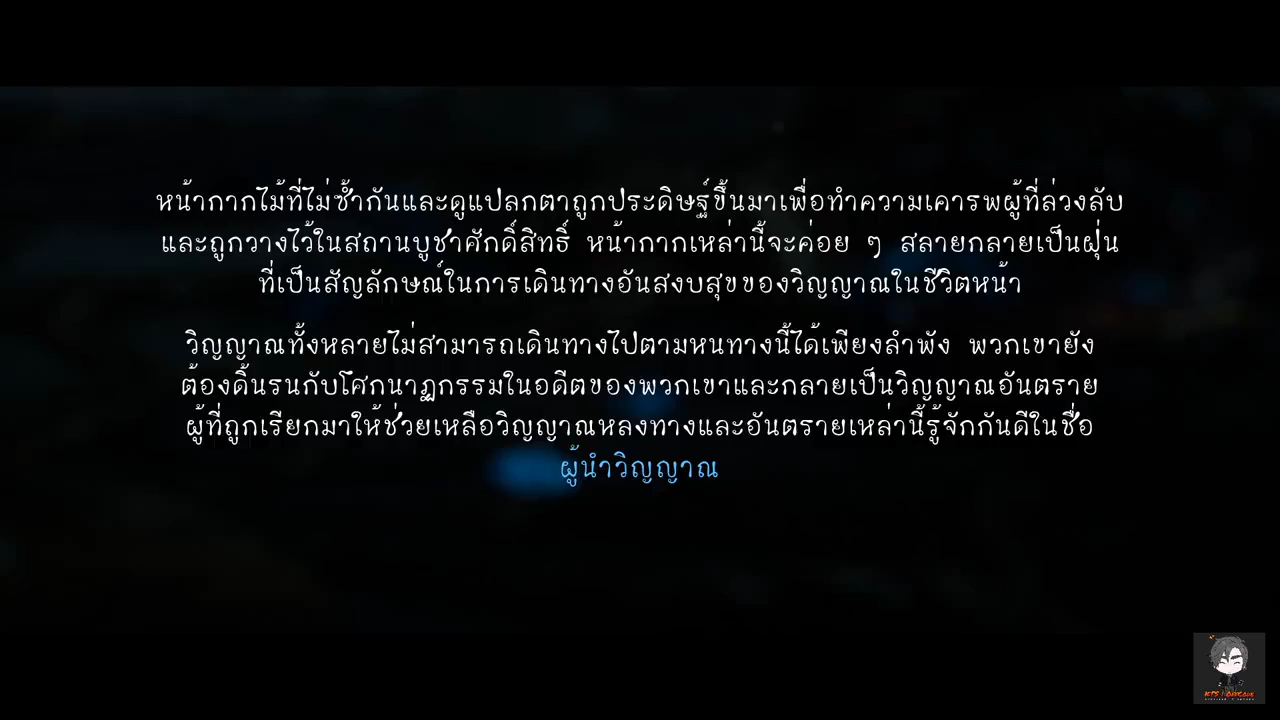 หน้ากากไม้ที่ไม่ซ้ำกันและดูแปลกตาถูกประดิษฐ์ขึ้นมาเพื่อทำความเคารพผู้ที่ล่วงลับ
และถูกวางไว้ในสถานบูชาศักดิ์สิทธิ์ หน้ากากเหล่านี้จะค่อย ๆ สลายกลายเป็นฝุ่น
ที่เป็นสัญลักษณ์ในการเดินทางอันสงบสุขของวิญญาณในชีวิตหน้า
วิญญาณทั้งหลายไม่สามารถเดินทางไปตามหนทางนี้ได้เพียงลำพัง พวกเขายัง
ต้องดิ้นรนกับโศกนาฏกรรมในอดีตของพวกเขาและกลายเป็นวิญญาณอันตราย
ผู้ที่ถูกเรียกมาให้ช่วยเหลือวิญญาณหลงทางและอันตรายเหล่านี้รู้จักกันดีในชื่อ
ผู้นำวิญญาณ